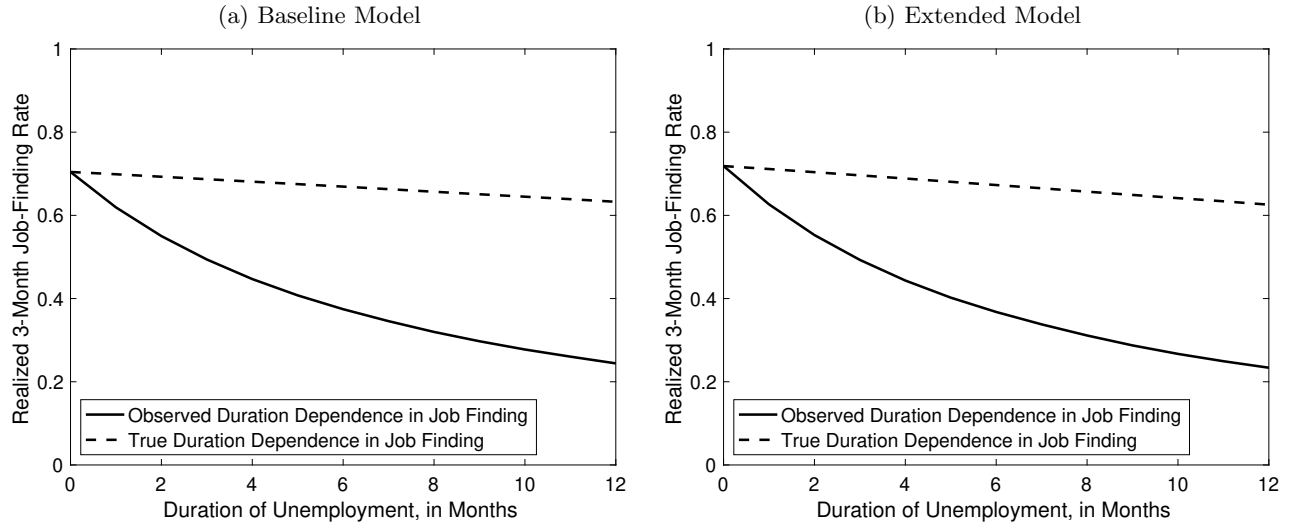 (a) Baseline Model
1
0.8
0.6
0.4
0.2
0
Realized 3-Month Job-Finding Rate
Observed Duration Dependence in Job Finding
True Duration Dependence in Job Finding
0 2 4 6 8 10 12
Duration of Unemployment, in Months
(b) Extended Model
1
0.8
0.6
0.4
0.2
0
Realized 3-Month Job-Finding Rate
Observed Duration Dependence in Job Finding
True Duration Dependence in Job Finding
0 2 4 6 8 10 12
Duration of Unemployment, in Months